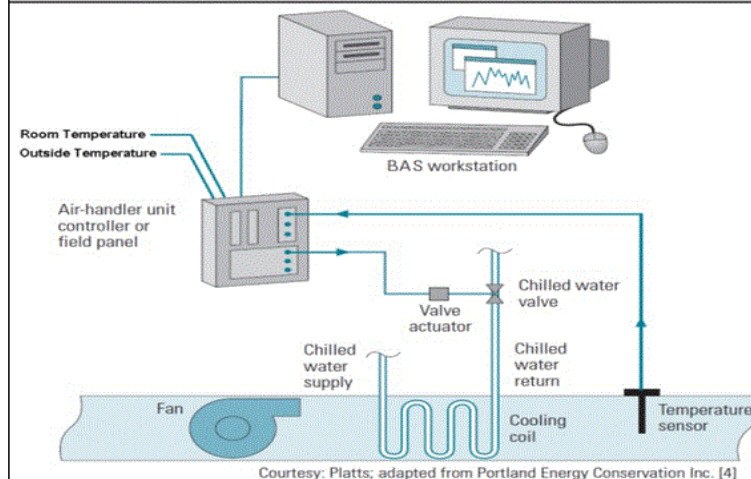 BAS workstation
Room Temperature
Outside Temperature
Air-handler unit
controller or
field panel
Chilled water
valve
Valve
actuator
Chilled
water
supply
Chilled
water
return
Fan
Cooling
coil
Temperature
sensor
Courtesy: Platts; adapted from Portland Energy Conservation Inc. [4]